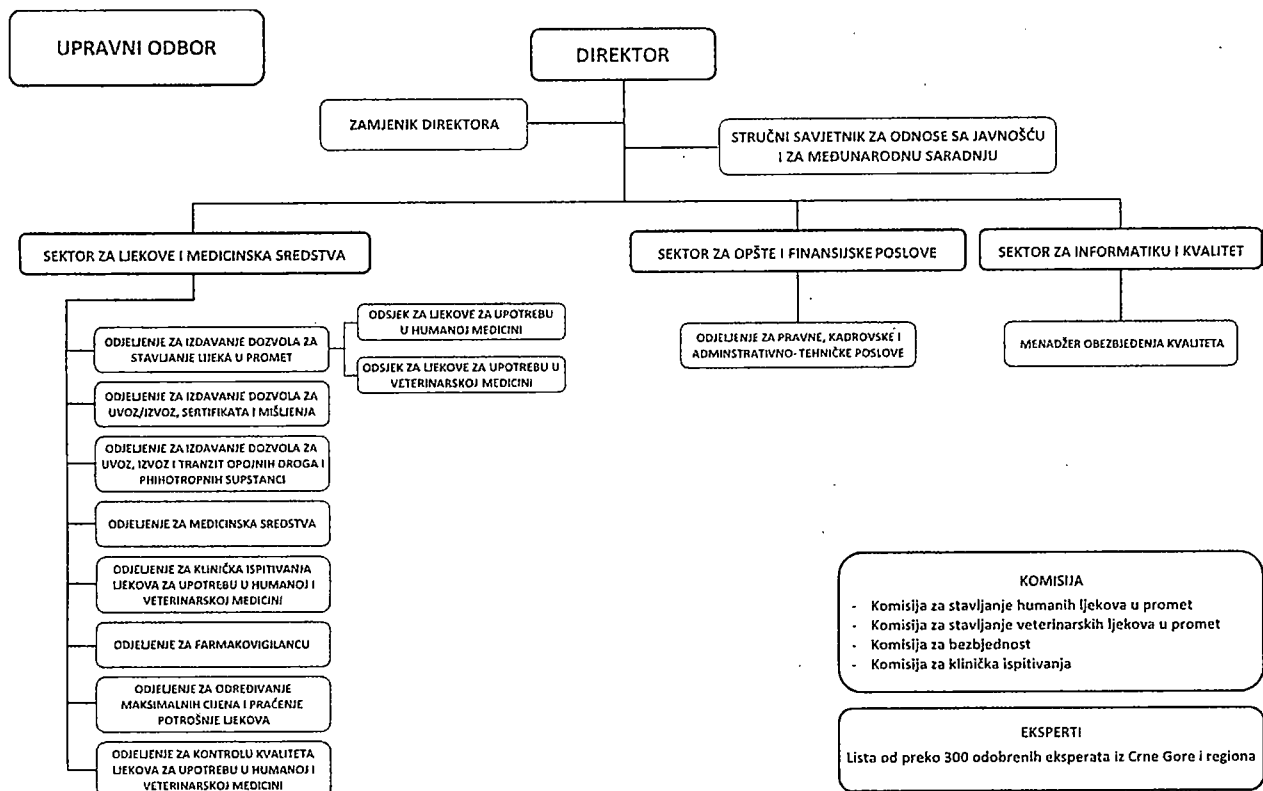 UPRAVNI ODBOR
DIREKTOR
ZAMJENIK DIREKTORA
STRUČNI SAVJETNIK ZA ODNOSE SA JAVNOŠĆU
I ZA MEĐUNARODNU SARADNJU
SEKTOR ZA LJEKOVE I MEDICINSKA SREDSTVA
SEKTOR ZA OPŠTE I FINANSIJSKE POSLOVE
SEKTOR ZA INFORMATIKU I KVALITET
ODJELJENJE ZA IZDAVANJE DOZVOLA ZA
STAVLJANJE LIJEKA U PROMET
ODSJEK ZA LJEKOVE ZA UPOTREBU
U HUMANOJ MEDICINI
ODSJEK ZA LJEKOVE ZA UPOTREBU U
VETERINARSKOJ MEDICINI
ODJELJENJE ZA PRAVNE, KADROVSKE I
ADMINSTRATIVNO-TEHNIČKE POSLOVE
MENADŽER OBEZBJEĐENJA KVALITETA
ODJELJENJE ZA IZDAVANJE DOZVOLA ZA
UVOZ/IZVOZ, SERTIFIKATA I MIŠLJENJA
ODJELJENJE ZA IZDAVANJE DOZVOLA ZA
UVOZ, IZVOZ I TRANZIT OPOJNIH DROGA I
PHIHOTROPNIH SUPSTANCI
ODJELJENJE ZA MEDICINSKA SREDSTVA
ODJELJENJE ZA KLINIČKA ISPITIVANJA
LJEKOVA ZA UPOTREBU U HUMANOJ I
VETERINARSKOJ MEDICINI
ODJELJENJE ZA FARMAKOVIGILANCU
ODJELJENJE ZA ODREĐIVANJE
MAKSIMALNIH CIJENA I PRAĆENJE
POTROŠNJE LJEKOVA
ODJELJENJE ZA KONTROLU KVALITETA
LJEKOVA ZA UPOTREBU U HUMANOJ I
VETERINARSKOJ MEDICINI
KOMISIJA
- Komisija za stavljanje humanih ljekova u promet
- Komisija za stavljanje veterinarskih ljekova u promet
- Komisija za bezbjednost
- Komisija za klinička ispitivanja
EKSPERTI
Lista od preko 300 odobrenih eksperata iz Crne Gore i regiona